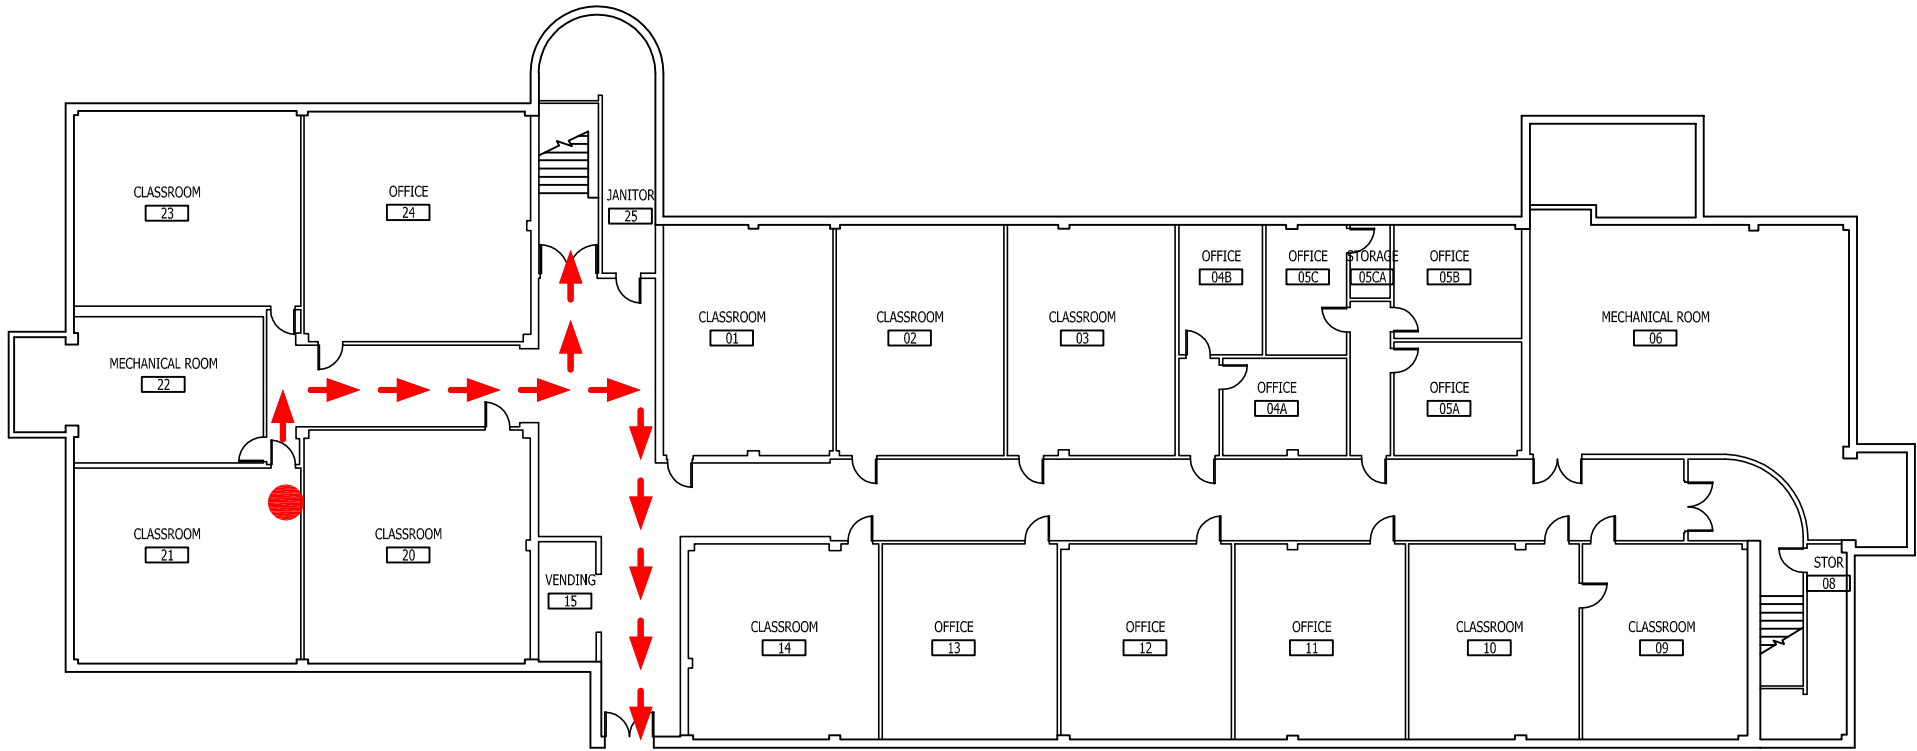 CLASSROOM
23
OFFICE
24
JANITOR
25
MECHANICAL ROOM
22
CLASSROOM
21
CLASSROOM
20
VENDING
15
CLASSROOM
01
CLASSROOM
02
CLASSROOM
03
OFFICE
04B
OFFICE
05C
STORAGE
05CA
OFFICE
05B
OFFICE
04A
OFFICE
05A
MECHANICAL ROOM
06
STOR
08
CLASSROOM
14
OFFICE
13
OFFICE
12
OFFICE
11
CLASSROOM
10
CLASSROOM
09